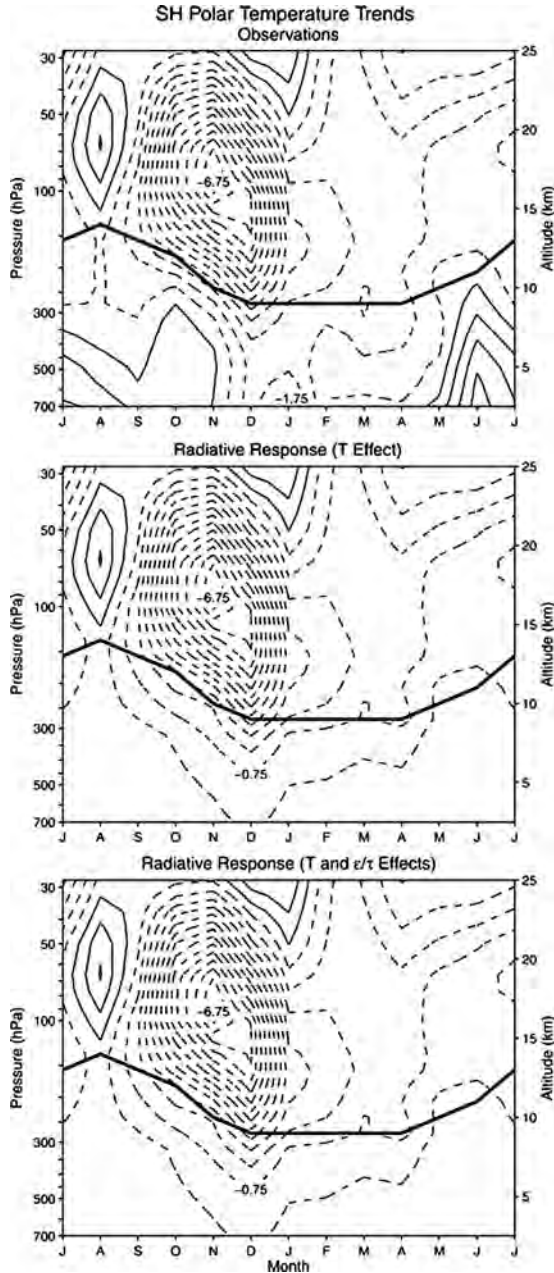 SH Polar Temperature Trends
Observations
30
50
100
300
500
700
Pressure (hPa)
−6.75
−1.75
25
20
15
10
5
Altitude (km)
J A S O N D J F M A M J J
Radiative Response (T Effect)
30
50
100
300
500
700
Pressure (hPa)
−6.75
−0.75
25
20
15
10
5
Altitude (km)
J A S O N D J F M A M J J
Radiative Response (T and ε/τ Effects)
30
50
100
300
500
700
Pressure (hPa)
−6.75
−0.75
25
20
15
10
5
Altitude (km)
J A S O N D J F M A M J J
Month